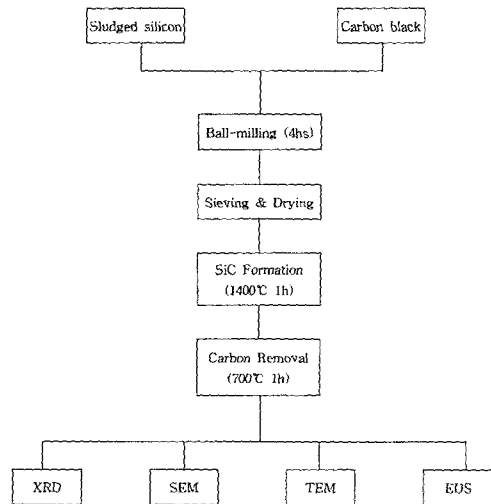 Sludged silicon
Carbon black
Ball-milling (4hs)
Sieving & Drying
SiC Formation
(1400℃ 1h)
Carbon Removal
(700℃ 1h)
XRD
SEM
TEM
EDS